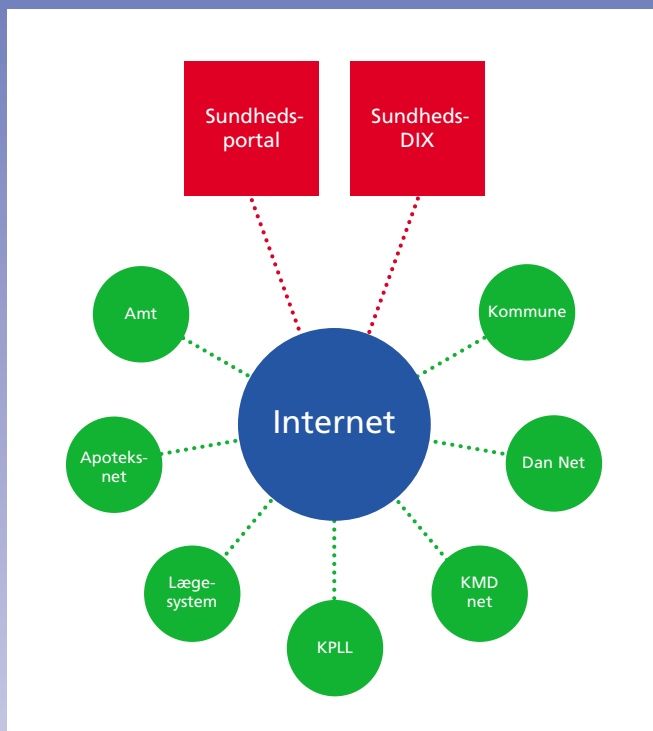 Sundheds-
portal
Sundheds-
DIX
Amt
Kommune
Internet
Apoteks-
net
Dan Net
Læge-
system
KMD
net
KPLL